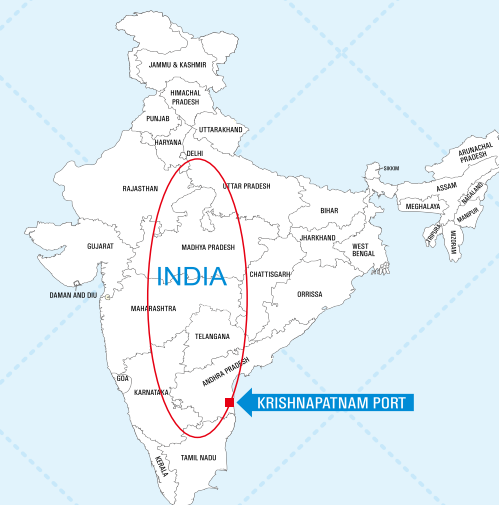 JAMMU & KASHMIR
HIMACHAL
PRADESH
PUNJAB
UTTARAKHAND
HARYANA
DELHI
ARUNACHAL
PRADESH
SIKKIM
RAJASTHAN
UTTAR PRADESH
ASSAM
NAGALAND
MEGHALAYA
BIHAR
MANIPUR
TRIPURA
MIZORAM
JHARKHAND
GUJARAT
MADHYA PRADESH
WEST
BENGAL
INDIA
CHATTISGARH
DAMAN AND DIU
ORRISSA
MAHARASHTRA
TELANGANA
ANDHRA PRADESH
GOA
KARNATAKA
KRISHNAPATNAM PORT
KERALA
TAMIL NADU